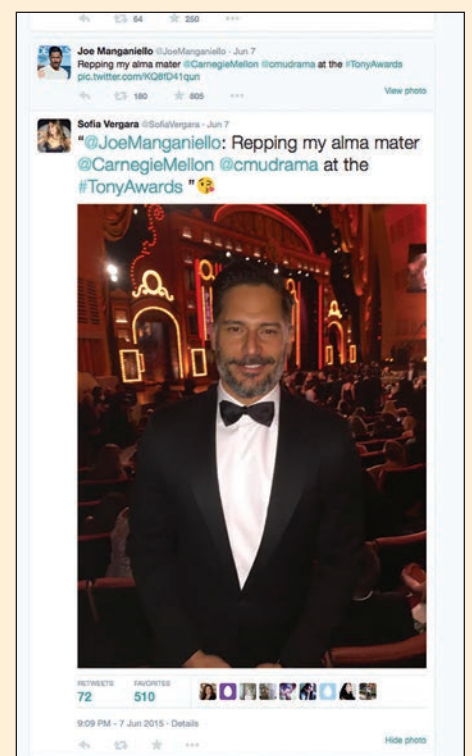 64 250
Joe Manganiello @JoeManganiello · Jun 7
Repping my alma mater @CarnegieMellon @cmudrama at the #TonyAwards
pic.twitter.com/KQ8fD41qun
180 805
View photo
Sofia Vergara @SofiaVergara · Jun 7
"@JoeManganiello: Repping my alma mater
@CarnegieMellon @cmudrama at the
#TonyAwards "😘
RETWEETS FAVORITES
72 510
9:09 PM - 7 Jun 2015 · Details
Hide photo